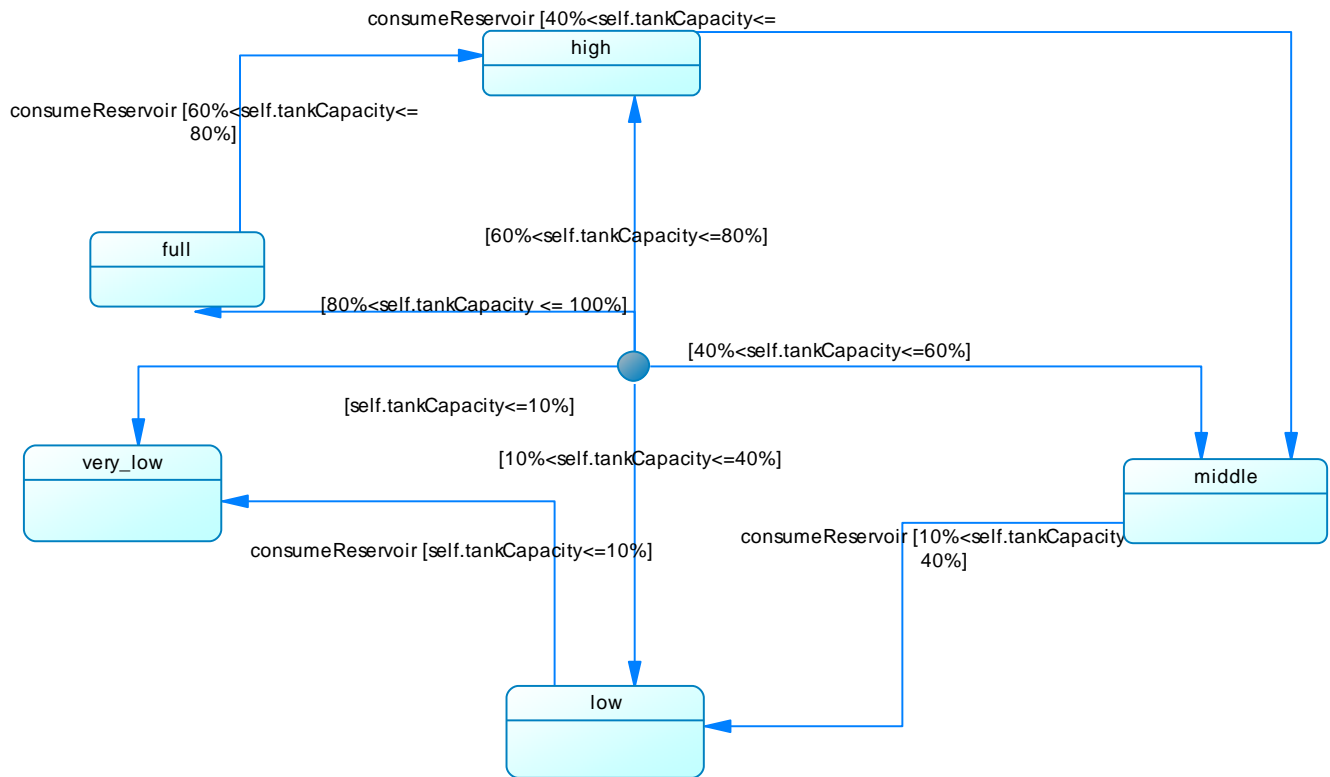 consumeReservoir [40%<self.tankCapacity<=
high
consumeReservoir [60%<self.tankCapacity<=
80%]
[60%<self.tankCapacity<=80%]
full
[80%<self.tankCapacity <= 100%]
[40%<self.tankCapacity<=60%]
[self.tankCapacity<=10%]
very_low
[10%<self.tankCapacity<=40%]
middle
consumeReservoir [10%<self.tankCapacity
40%]
consumeReservoir [self.tankCapacity<=10%]
low